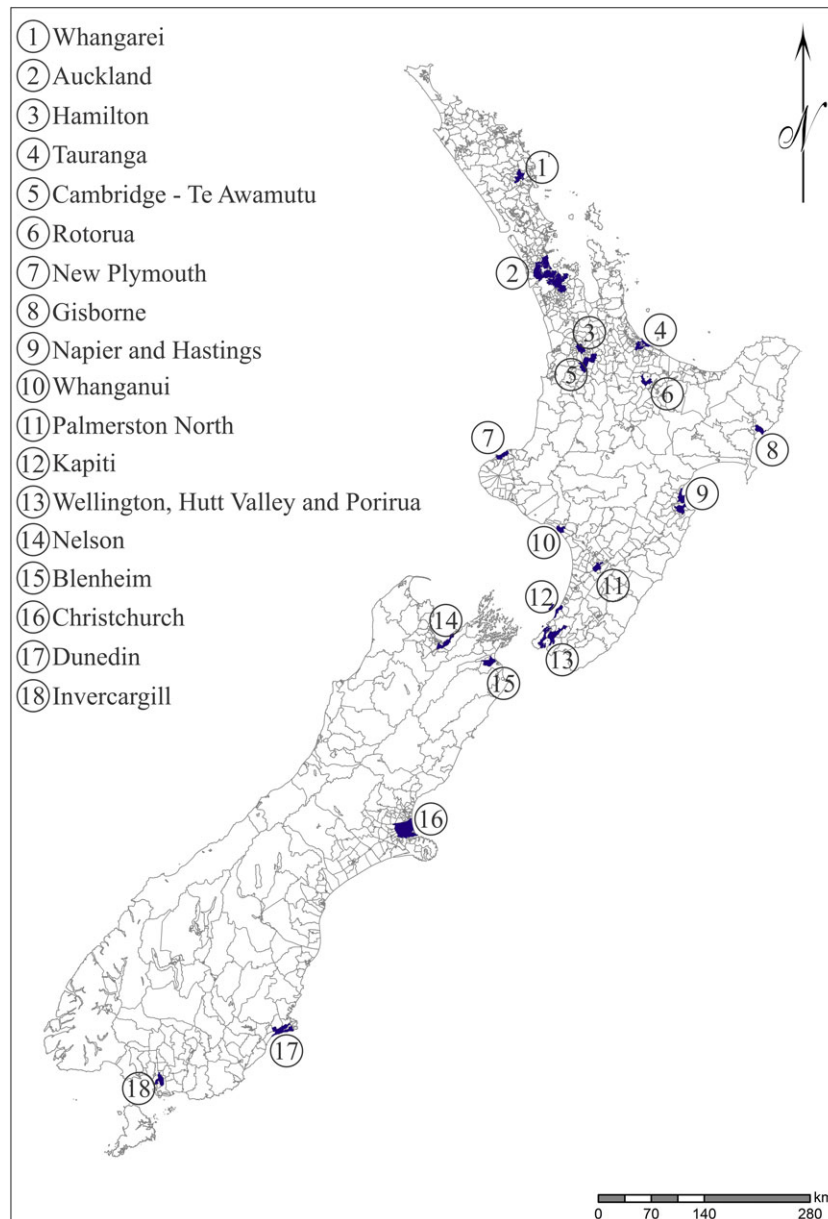 1 Whangarei
2 Auckland
3 Hamilton
4 Tauranga
5 Cambridge - Te Awamutu
6 Rotorua
7 New Plymouth
8 Gisborne
9 Napier and Hastings
10 Whanganui
11 Palmerston North
12 Kapiti
13 Wellington, Hutt Valley and Porirua
14 Nelson
15 Blenheim
16 Christchurch
17 Dunedin
18 Invercargill
N
1
2
3
4
5
6
7
8
9
10
11
12
13
14
15
16
17
18
km
0 70 140 280